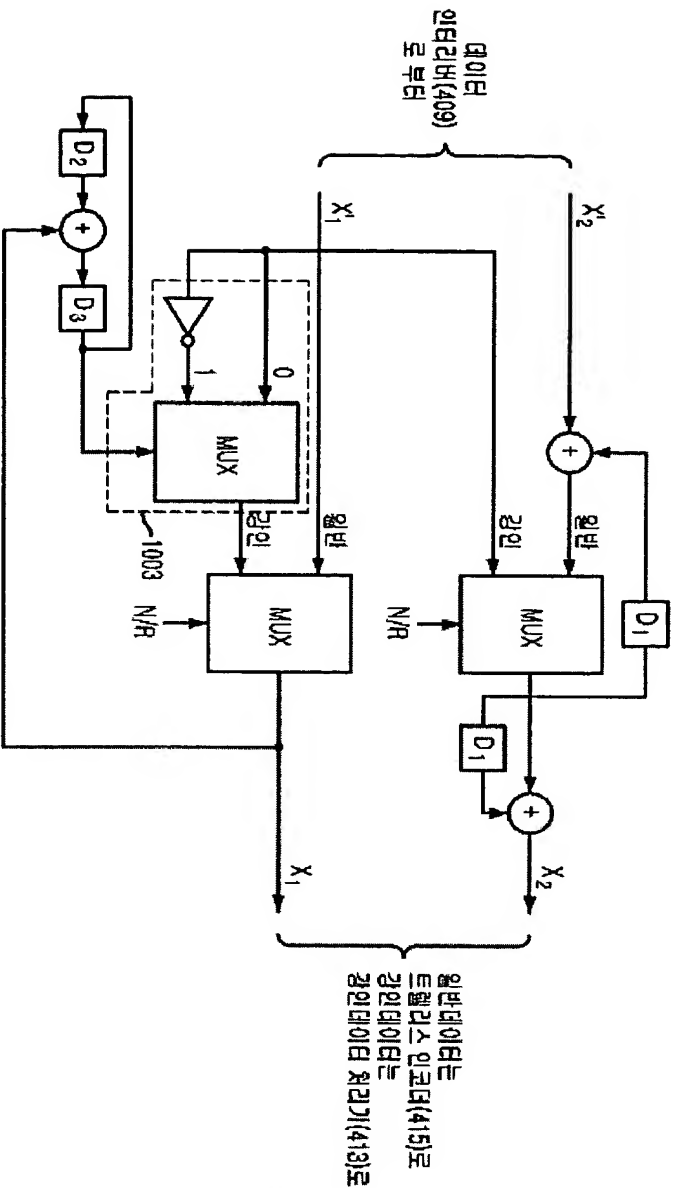 데이터
인터리버(409)
로 부터
X'₂
+
일반
강인
MUX
N/R
D₁
D₁
+
X₂
X'₁
0
1
MUX
1003
일반
강인
MUX
N/R
X₁
D₂
+
D₃
일반데이터는
트렐리스 인코더(415)로
강인데이터는
강인데이터 처리기(413)로